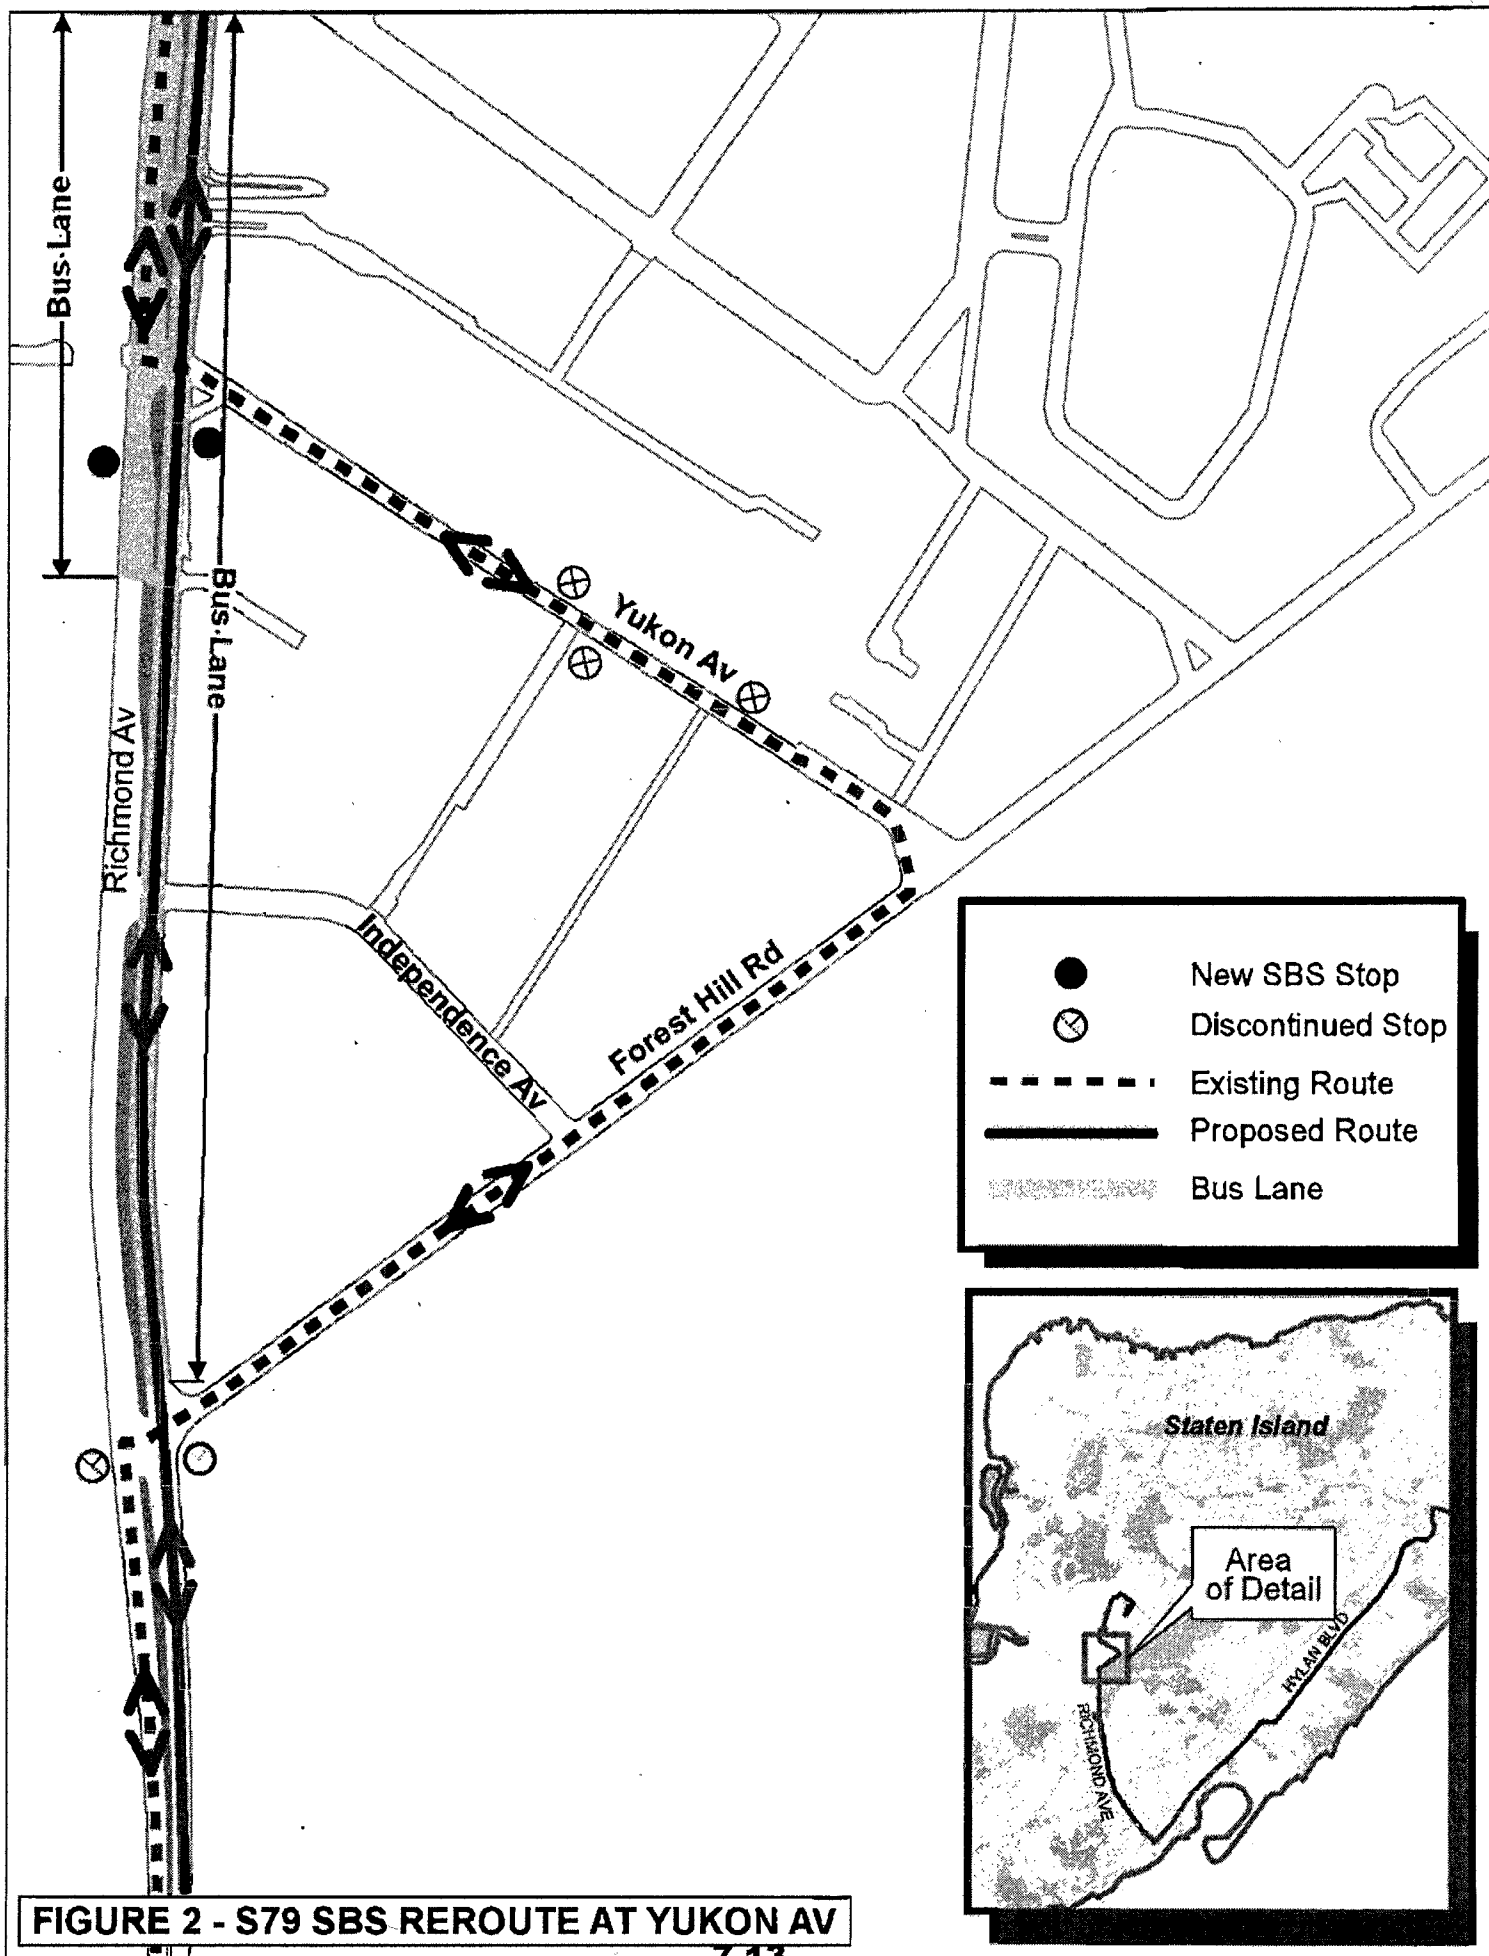 Bus Lane
Bus Lane
Yukon Av
Richmond Av
Independence Av
Forest Hill Rd
New SBS Stop
Discontinued Stop
Existing Route
Proposed Route
Bus Lane
Staten Island
Area
of Detail
HYLAN BLVD
RICHMOND AVE
FIGURE 2 - S79 SBS REROUTE AT YUKON AV
7.13